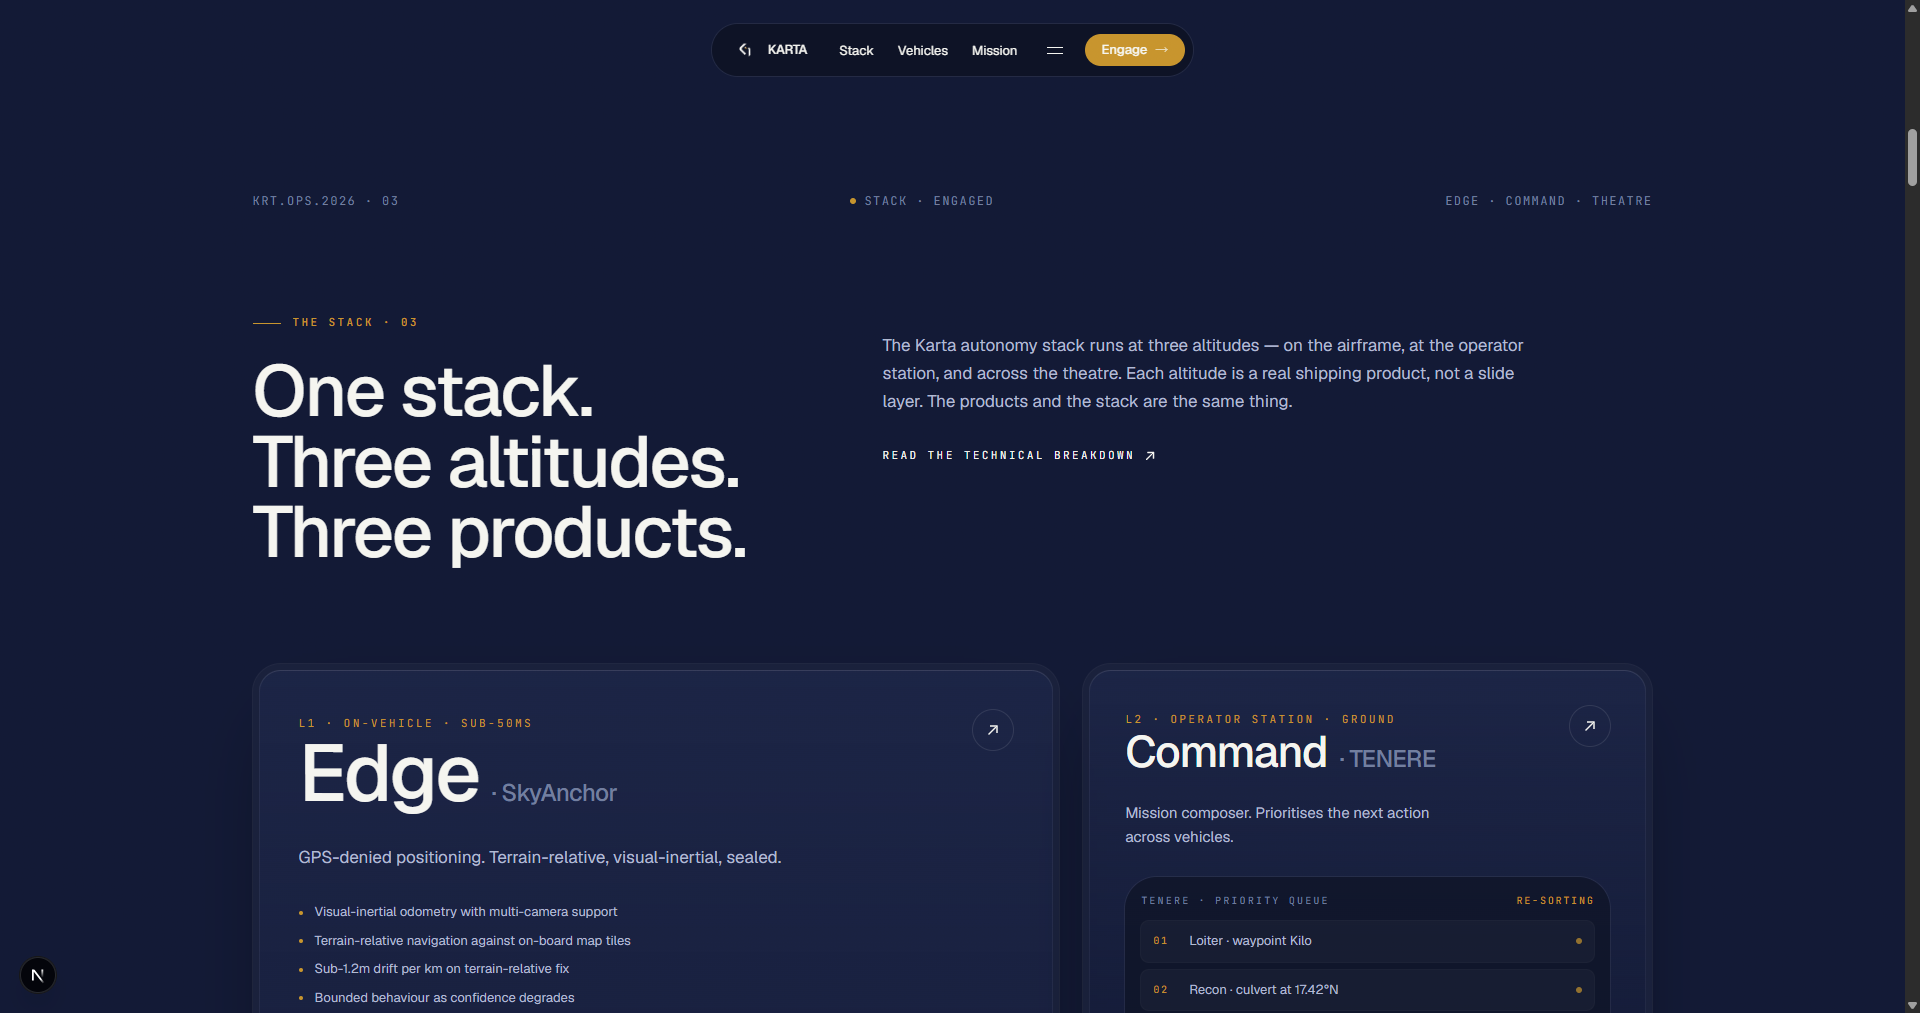 KARTA Stack Vehicles Mission Engage →
KRT.OPS.2026 · 03
STACK · ENGAGED
EDGE · COMMAND · THEATRE
THE STACK · 03
One stack.
Three altitudes.
Three products.
The Karta autonomy stack runs at three altitudes — on the airframe, at the operator
station, and across the theatre. Each altitude is a real shipping product, not a slide
layer. The products and the stack are the same thing.
READ THE TECHNICAL BREAKDOWN ↗
L1 · ON-VEHICLE · SUB-50MS
Edge · SkyAnchor
GPS-denied positioning. Terrain-relative, visual-inertial, sealed.
Visual-inertial odometry with multi-camera support
Terrain-relative navigation against on-board map tiles
Sub-1.2m drift per km on terrain-relative fix
Bounded behaviour as confidence degrades
L2 · OPERATOR STATION · GROUND
Command · TENERE
Mission composer. Prioritises the next action
across vehicles.
TENERE · PRIORITY QUEUE
RE-SORTING
01 Loiter · waypoint Kilo
02 Recon · culvert at 17.42°N
N